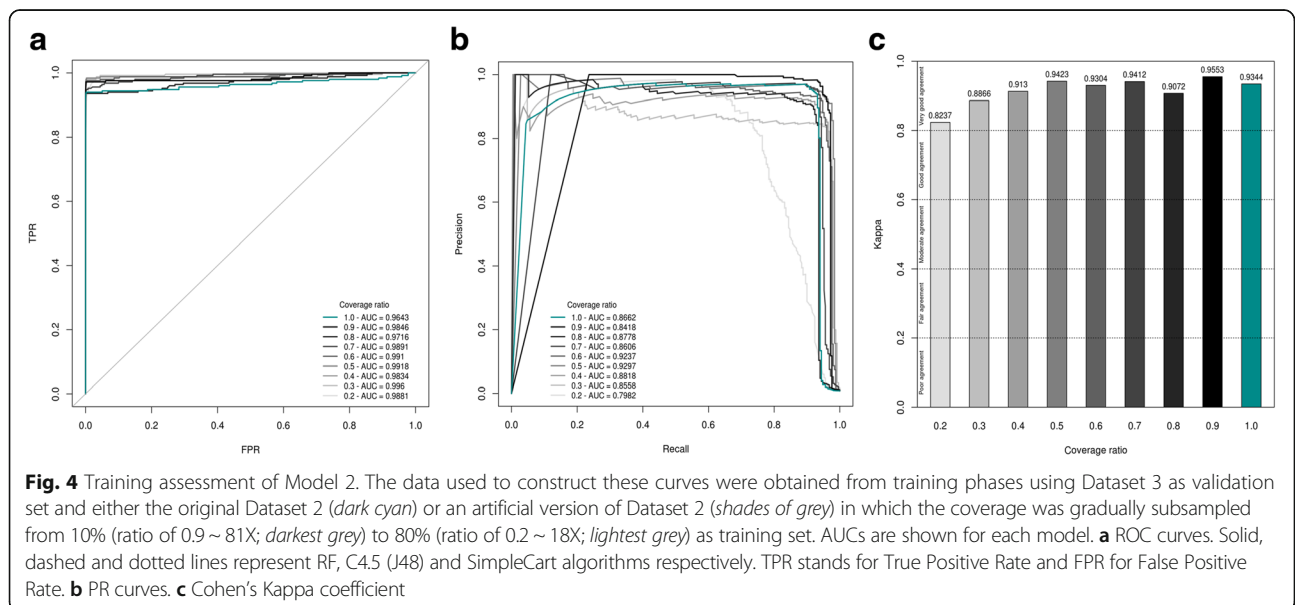 a
TPR
1.0
0.8
0.6
0.4
0.2
0.0
Coverage ratio
1.0 - AUC = 0.9643
0.9 - AUC = 0.9846
0.8 - AUC = 0.9716
0.7 - AUC = 0.9891
0.6 - AUC = 0.991
0.5 - AUC = 0.9918
0.4 - AUC = 0.9834
0.3 - AUC = 0.996
0.2 - AUC = 0.9881
0.0 0.2 0.4 0.6 0.8 1.0
FPR
b
Precision
1.0
0.8
0.6
0.4
0.2
0.0
Coverage ratio
1.0 - AUC = 0.8662
0.9 - AUC = 0.8418
0.8 - AUC = 0.8778
0.7 - AUC = 0.8606
0.6 - AUC = 0.9237
0.5 - AUC = 0.9297
0.4 - AUC = 0.8818
0.3 - AUC = 0.8558
0.2 - AUC = 0.7982
0.0 0.2 0.4 0.6 0.8 1.0
Recall
c
Kappa
1.0
0.8
0.6
0.4
0.2
0.0
Very good agreement
Good agreement
Moderate agreement
Fair agreement
Poor agreement
0.8237 0.8866 0.913 0.9423 0.9304 0.9412 0.9072 0.9553 0.9344
0.2 0.3 0.4 0.5 0.6 0.7 0.8 0.9 1.0
Coverage ratio
Fig. 4 Training assessment of Model 2. The data used to construct these curves were obtained from training phases using Dataset 3 as validation
set and either the original Dataset 2 (dark cyan) or an artificial version of Dataset 2 (shades of grey) in which the coverage was gradually subsampled
from 10% (ratio of 0.9 ~ 81X; darkest grey) to 80% (ratio of 0.2 ~ 18X; lightest grey) as training set. AUCs are shown for each model. a ROC curves. Solid,
dashed and dotted lines represent RF, C4.5 (J48) and SimpleCart algorithms respectively. TPR stands for True Positive Rate and FPR for False Positive
Rate. b PR curves. c Cohen's Kappa coefficient